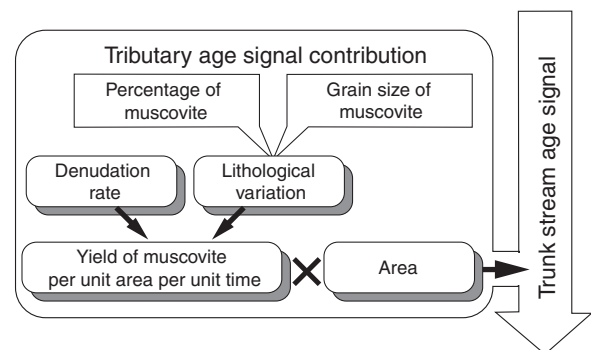 Tributary age signal contribution
Percentage of
muscovite
Grain size of
muscovite
Denudation
rate
Lithological
variation
Yield of muscovite
per unit area per unit time
×
Area
Trunk stream age signal